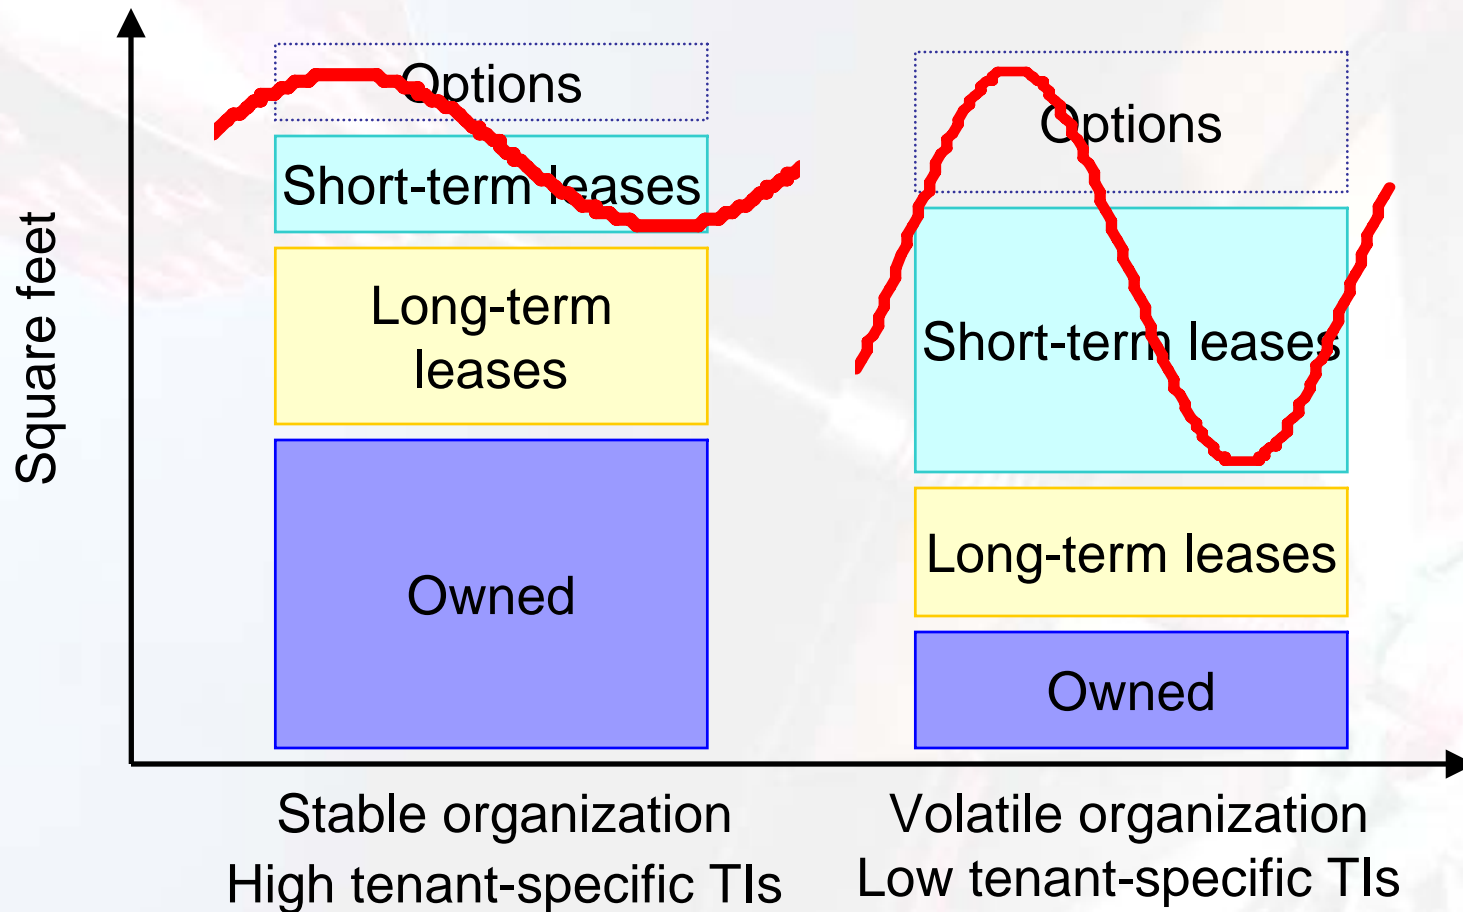 Square feet
Options
Short-term leases
Long-term
leases
Owned
Options
Short-term leases
Long-term leases
Owned
Stable organization
High tenant-specific TIs
Volatile organization
Low tenant-specific TIs